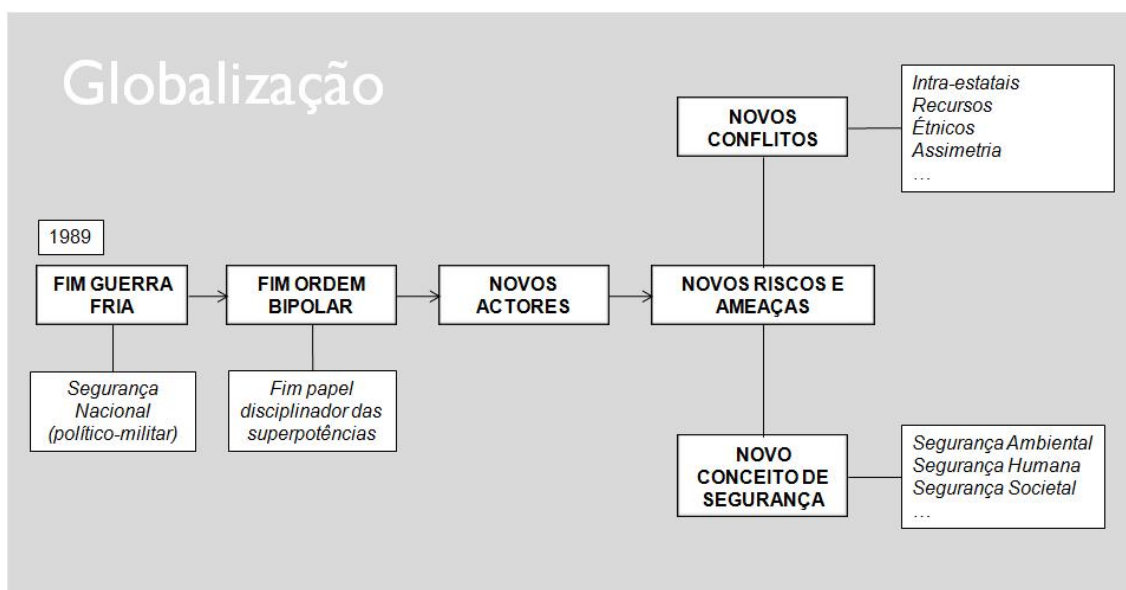 Globalização
NOVOS
CONFLITOS
Intra-estatais
Recursos
Étnicos
Assimetria
…
1989
FIM GUERRA
FRIA
FIM ORDEM
BIPOLAR
NOVOS
ACTORES
NOVOS RISCOS E
AMEAÇAS
Segurança
Nacional
(político-militar)
Fim papel
disciplinador das
superpotências
NOVO
CONCEITO DE
SEGURANÇA
Segurança Ambiental
Segurança Humana
Segurança Societal
…